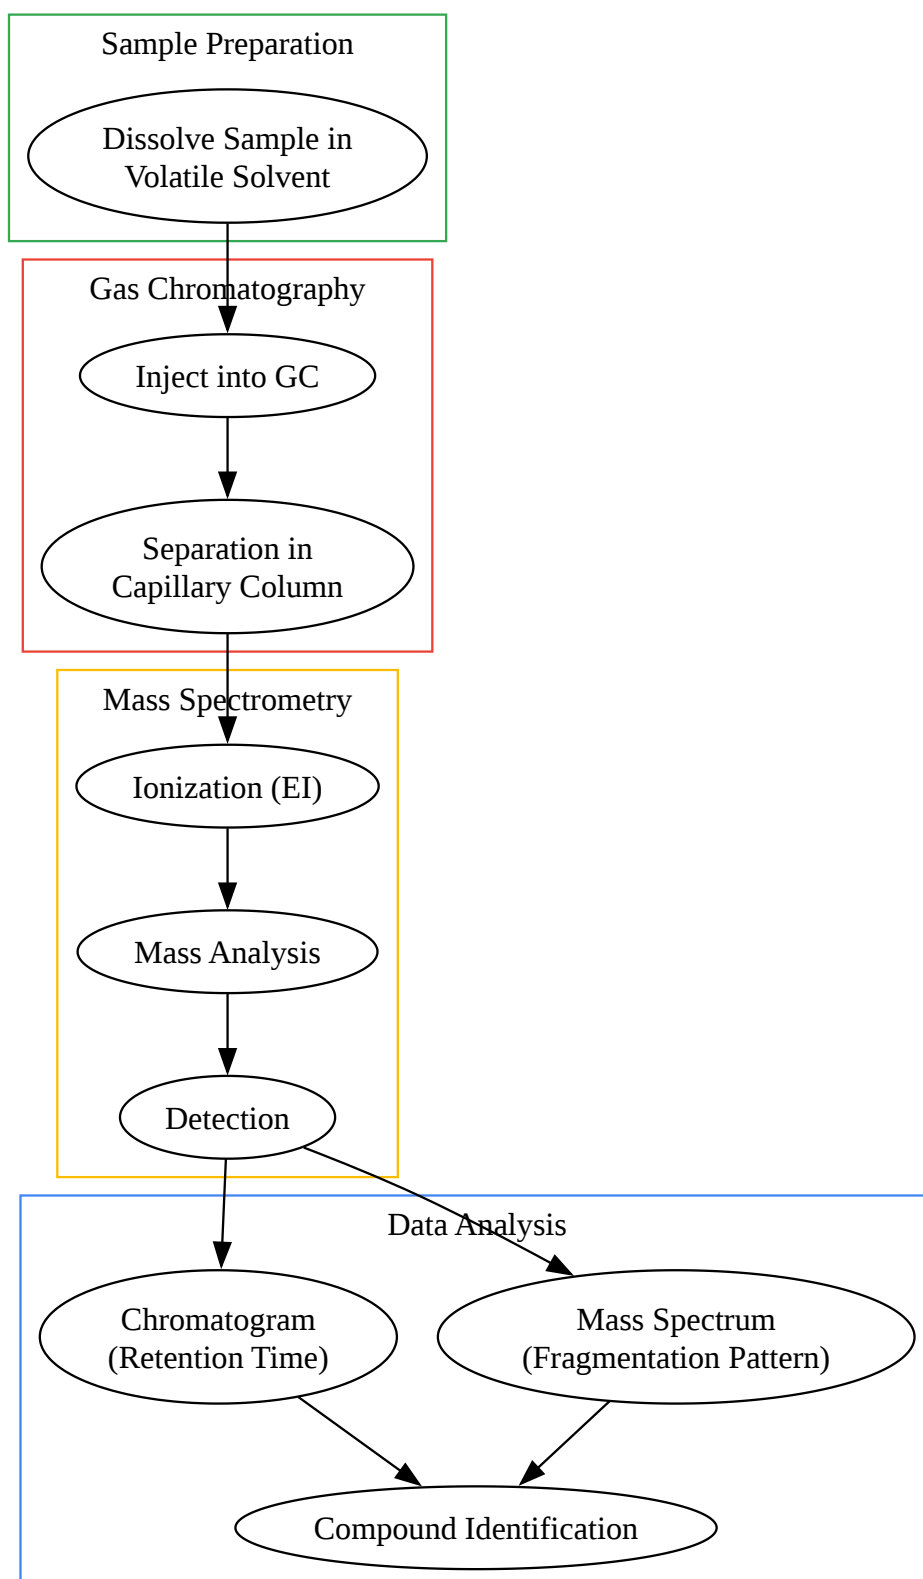 Sample Preparation
Dissolve Sample in
Volatile Solvent
Gas Chromatography
Inject into GC
Separation in
Capillary Column
Mass Spectrometry
Ionization (EI)
Mass Analysis
Detection
Data Analysis
Chromatogram
(Retention Time)
Mass Spectrum
(Fragmentation Pattern)
Compound Identification